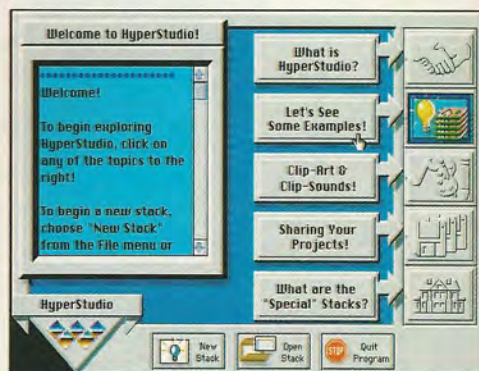 Welcome to HyperStudio!
********************
Welcome!
To begin exploring
HyperStudio, click on
any of the topics to the
right!
To begin a new stack,
choose "New Stack"
from the File menu or
What is
HyperStudio?
Let's See
Some Examples!
Clip-Art &
Clip-Sounds!
Sharing Your
Projects!
What are the
"Special" Stacks?
HyperStudio
New
Stack
Open
Stack
STOP
Quit
Program